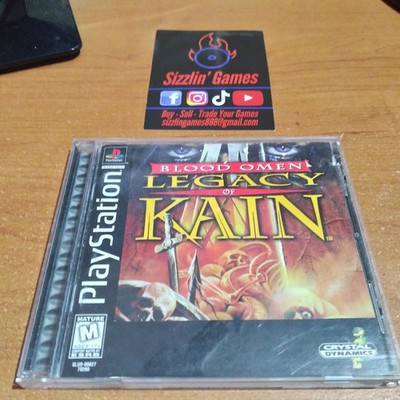 Sizzlin' Games
Buy - Sell - Trade Your Games
sizzlingames888@gmail.com
PlayStation
BLOOD OMEN
LEGACY
OF
KAIN
TM
MATURE
M
ESRB
CRYSTAL
DYNAMICS